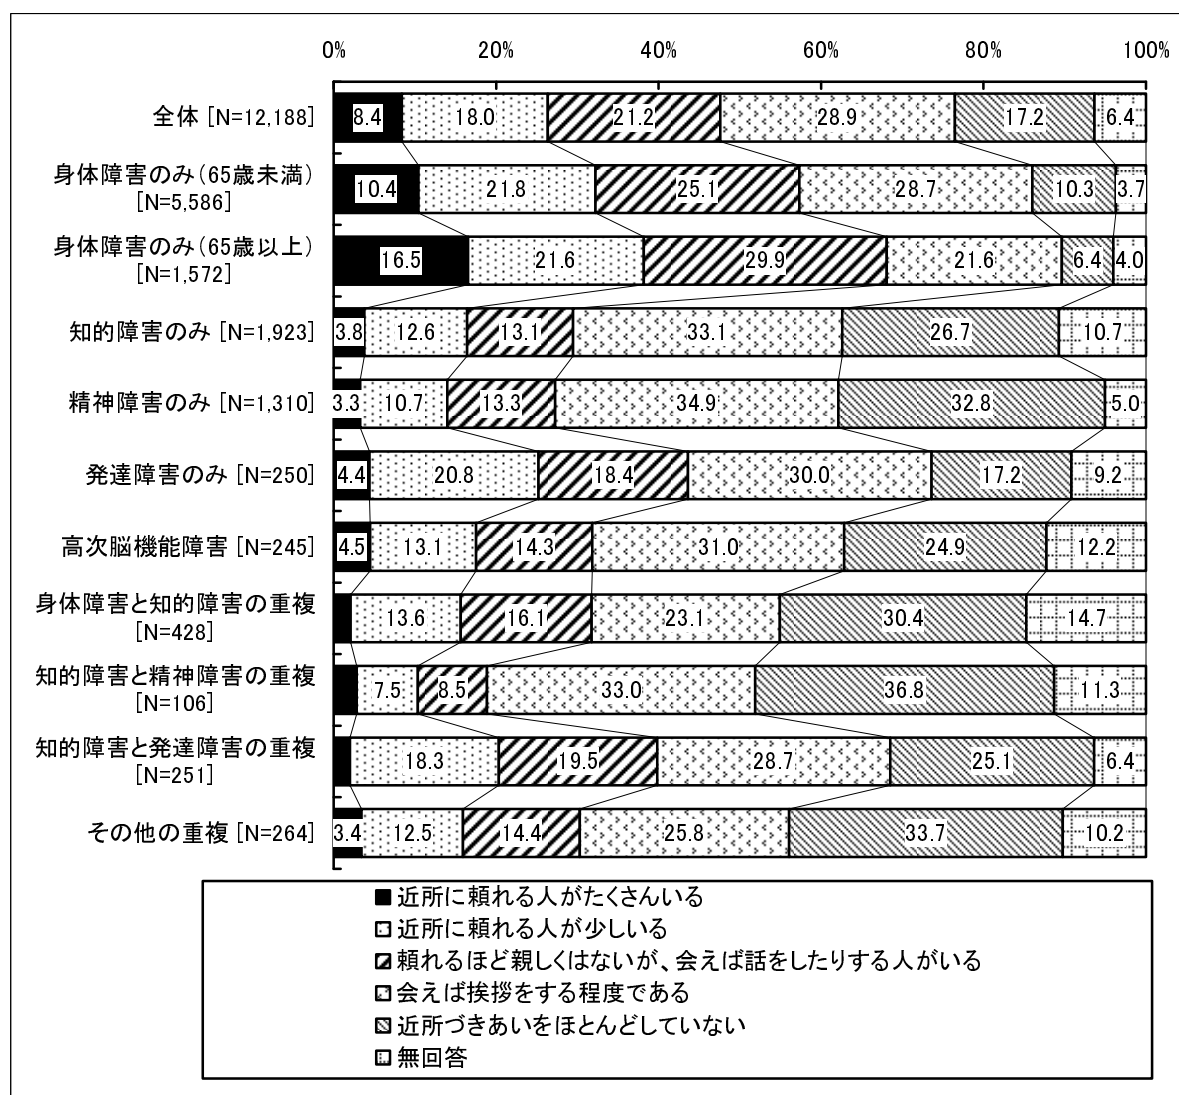 0% 20% 40% 60% 80% 100%
全体 [N=12,188] 8.4 18.0 21.2 28.9 17.2 6.4
身体障害のみ（65歳未満）
[N=5,586] 10.4 21.8 25.1 28.7 10.3 3.7
身体障害のみ（65歳以上）
[N=1,572] 16.5 21.6 29.9 21.6 6.4 4.0
知的障害のみ [N=1,923] 3.8 12.6 13.1 33.1 26.7 10.7
精神障害のみ [N=1,310] 3.3 10.7 13.3 34.9 32.8 5.0
発達障害のみ [N=250] 4.4 20.8 18.4 30.0 17.2 9.2
高次脳機能障害 [N=245] 4.5 13.1 14.3 31.0 24.9 12.2
身体障害と知的障害の重複
[N=428] 13.6 16.1 23.1 30.4 14.7
知的障害と精神障害の重複
[N=106] 7.5 8.5 33.0 36.8 11.3
知的障害と発達障害の重複
[N=251] 18.3 19.5 28.7 25.1 6.4
その他の重複 [N=264] 3.4 12.5 14.4 25.8 33.7 10.2
近所に頼れる人がたくさんいる
近所に頼れる人が少しいる
頼れるほど親しくはないが、会えば話をしたりする人がいる
会えば挨拶をする程度である
近所づきあいをほとんどしていない
無回答